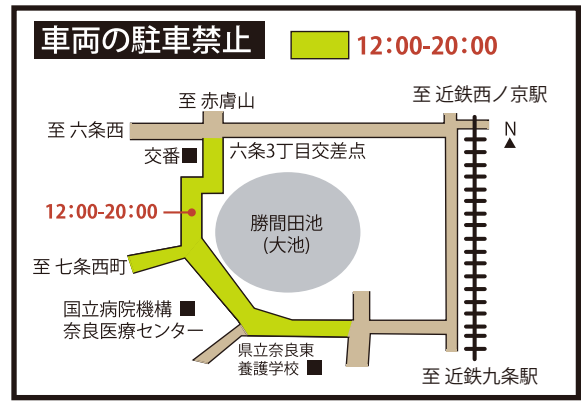 車両の駐車禁止
12:00-20:00
至 赤膚山
至 近鉄西ノ京駅
至 六条西
N
交番
六条3丁目交差点
12:00-20:00
勝間田池
(大池)
至 七条西町
国立病院機構
奈良医療センター
県立奈良東
養護学校
至 近鉄九条駅